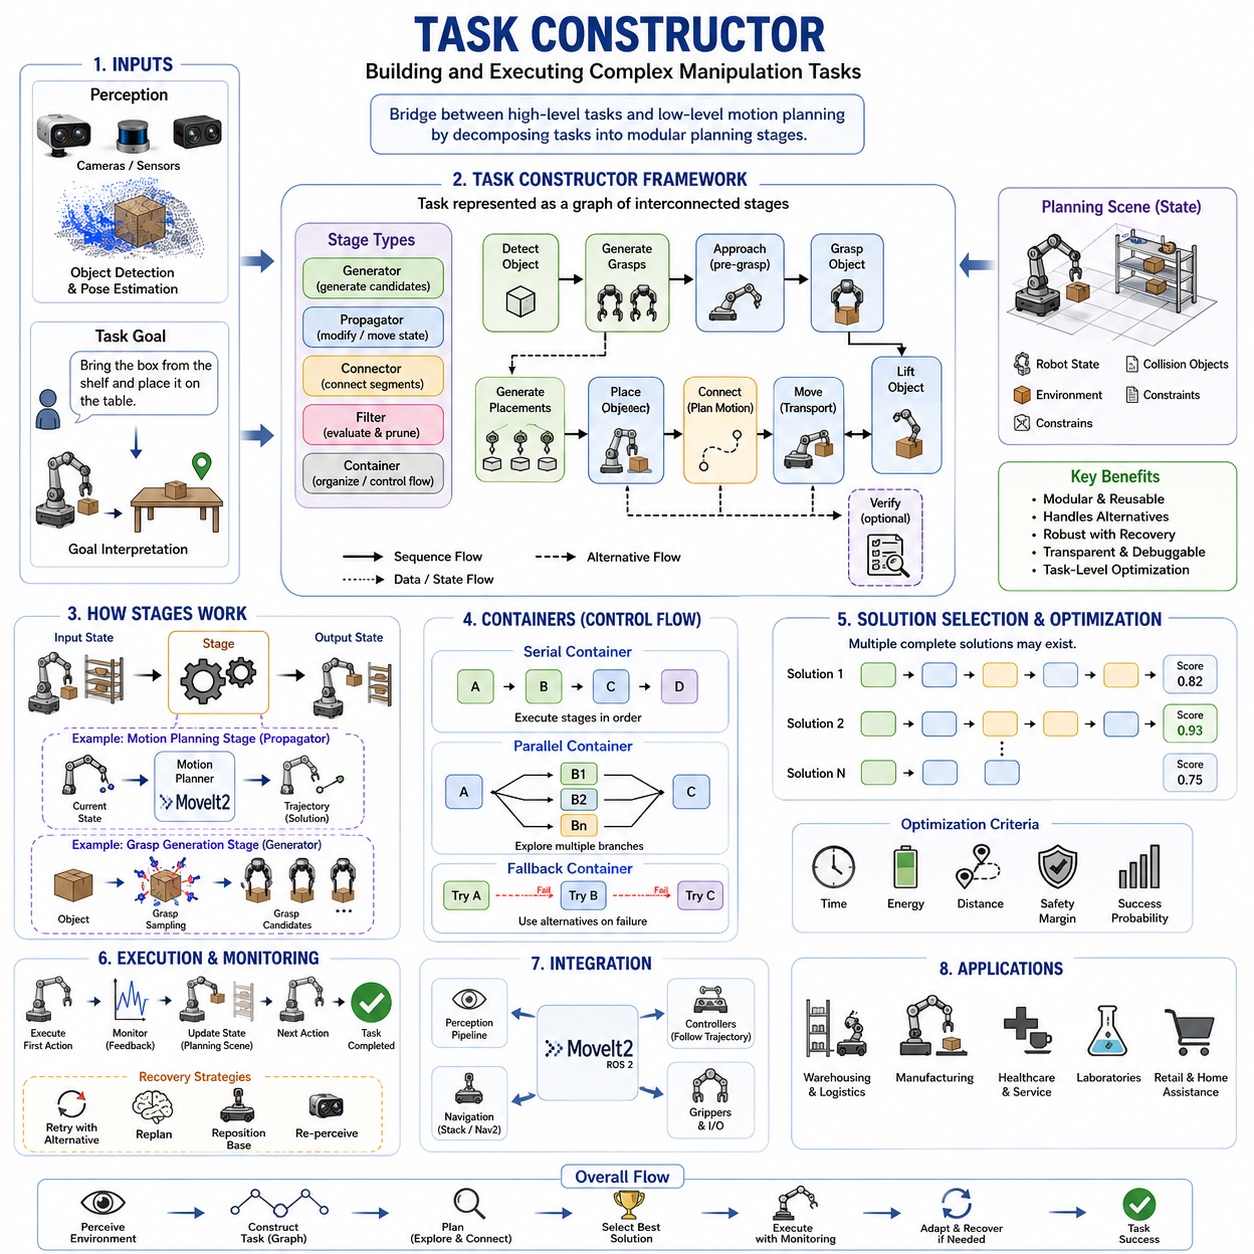 TASK CONSTRUCTOR
Building and Executing Complex Manipulation Tasks
Bridge between high-level tasks and low-level motion planning
by decomposing tasks into modular planning stages.
1. INPUTS
Perception
Cameras / Sensors
Object Detection
& Pose Estimation
Task Goal
Bring the box from the
shelf and place it on
the table.
Goal Interpretation
2. TASK CONSTRUCTOR FRAMEWORK
Task represented as a graph of interconnected stages
Stage Types
Generator
(generate candidates)
Propagator
(modify / move state)
Connector
(connect segments)
Filter
(evaluate & prune)
Container
(organize / control flow)
Detect
Object
Generate
Grasps
Approach
(pre-grasp)
Grasp
Object
Generate
Placements
Place
(Objeœc)
Connect
(Plan Motion)
Move
(Transport)
Lift
Object
Verify
(optional)
Sequence Flow
Alternative Flow
Data / State Flow
Planning Scene (State)
Robot State
Collision Objects
Environment
Constraints
Constrains
Key Benefits
• Modular & Reusable
• Handles Alternatives
• Robust with Recovery
• Transparent & Debuggable
• Task-Level Optimization
3. HOW STAGES WORK
Input State
Stage
Output State
Example: Motion Planning Stage (Propagator)
Current
State
Motion
Planner
MoveIt2
Trajectory
(Solution)
Example: Grasp Generation Stage (Generator)
Object
Grasp
Sampling
Grasp
Candidates
4. CONTAINERS (CONTROL FLOW)
Serial Container
A
B
C
D
Execute stages in order
Parallel Container
A
B1
B2
Bn
C
Explore multiple branches
Fallback Container
Try A
Fail
Try B
Fail
Try C
Use alternatives on failure
5. SOLUTION SELECTION & OPTIMIZATION
Multiple complete solutions may exist.
Solution 1
Score
0.82
Solution 2
Score
0.93
Solution N
Score
0.75
Optimization Criteria
Time
Energy
Distance
Safety
Margin
Success
Probability
6. EXECUTION & MONITORING
Execute
First Action
Monitor
(Feedback)
Update State
(Planning Scene)
Next Action
Task
Completed
Recovery Strategies
Retry with
Alternative
Replan
Reposition
Base
Re-perceive
7. INTEGRATION
Perception
Pipeline
Controllers
(Follow Trajectory)
MoveIt2
ROS 2
Navigation
(Stack / Nav2)
Grippers
& I/O
8. APPLICATIONS
Warehousing
& Logistics
Manufacturing
Healthcare
& Service
Laboratories
Retail & Home
Assistance
Overall Flow
Perceive
Environment
Construct
Task (Graph)
Plan
(Explore & Connect)
Select Best
Solution
Execute
with Monitoring
Adapt & Recover
if Needed
Task
Success